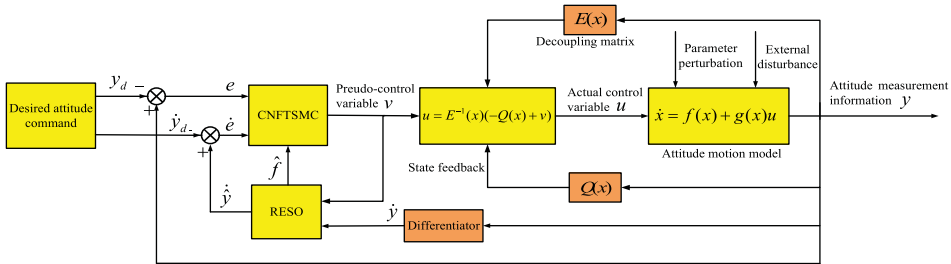 E(x)
Decoupling matrix
Parameter
perturbation
External
disturbance
Attitude measurement
information y
Desired attitude
command
y_d
−
+
e
ẏ_d
-
+
ė
CNFTSMC
Preudo-control
variable v
u = E⁻¹(x)(−Q(x) + v)
Actual control
variable u
ẋ = f(x) + g(x)u
Attitude motion model
State feedback
f̂
Q(x)
ŷ̇
RESO
ẏ
Differentiator